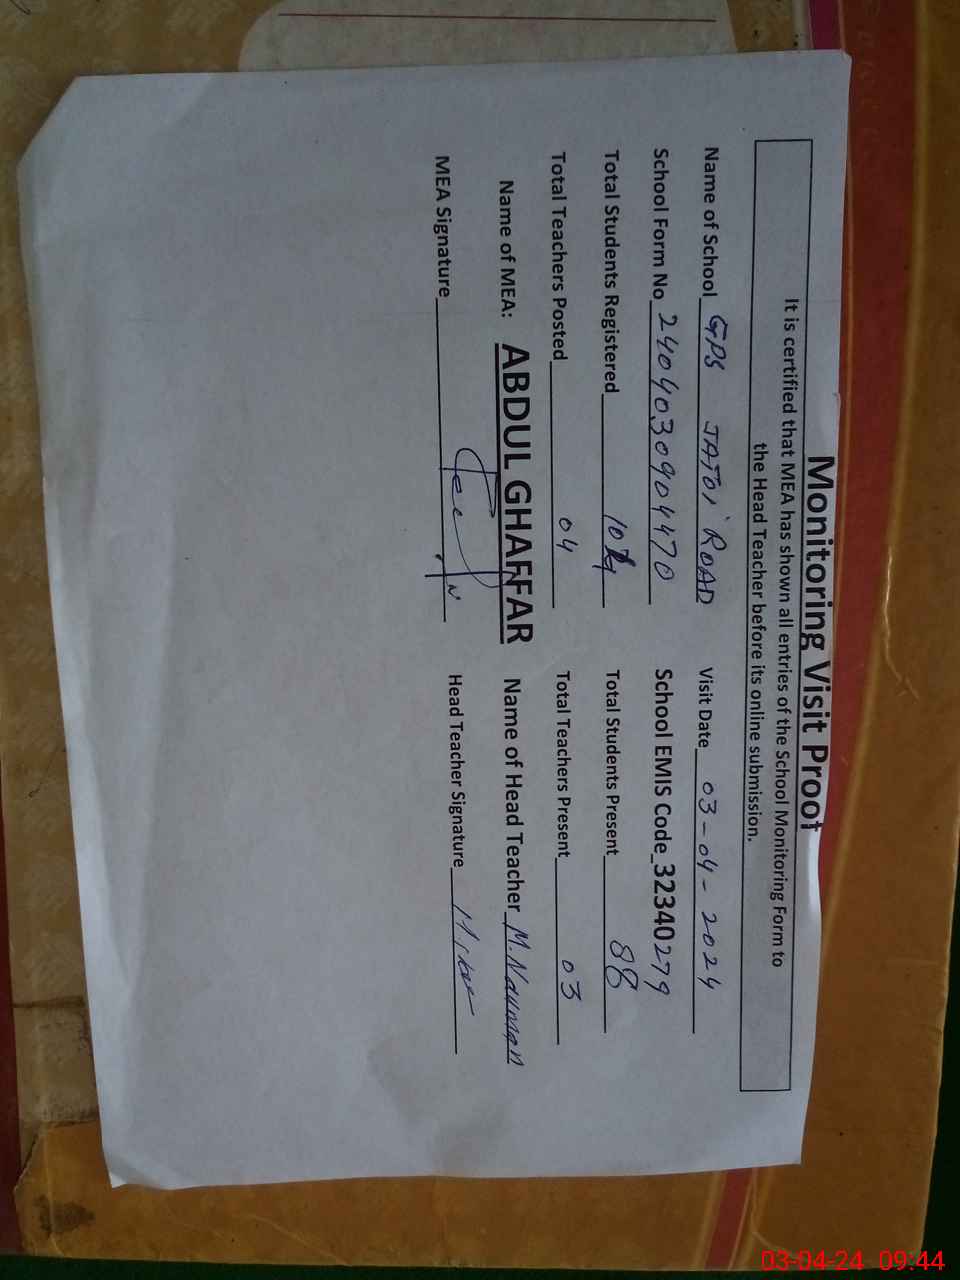 Monitoring Visit Proof
It is certified that MEA has shown all entries of the School Monitoring Form to
the Head Teacher before its online submission.
Name of School GPS JATOI ROAD Visit Date 03-04-2024
School Form No 2404030904470 School EMIS Code_32340279
Total Students Registered Total Students Present 88
Total Teachers Posted 04 Total Teachers Present 03
Name of MEA: ABDUL GHAFFAR Name of Head Teacher M. Nauman
MEA Signature Head Teacher Signature
03-04-24 09:44